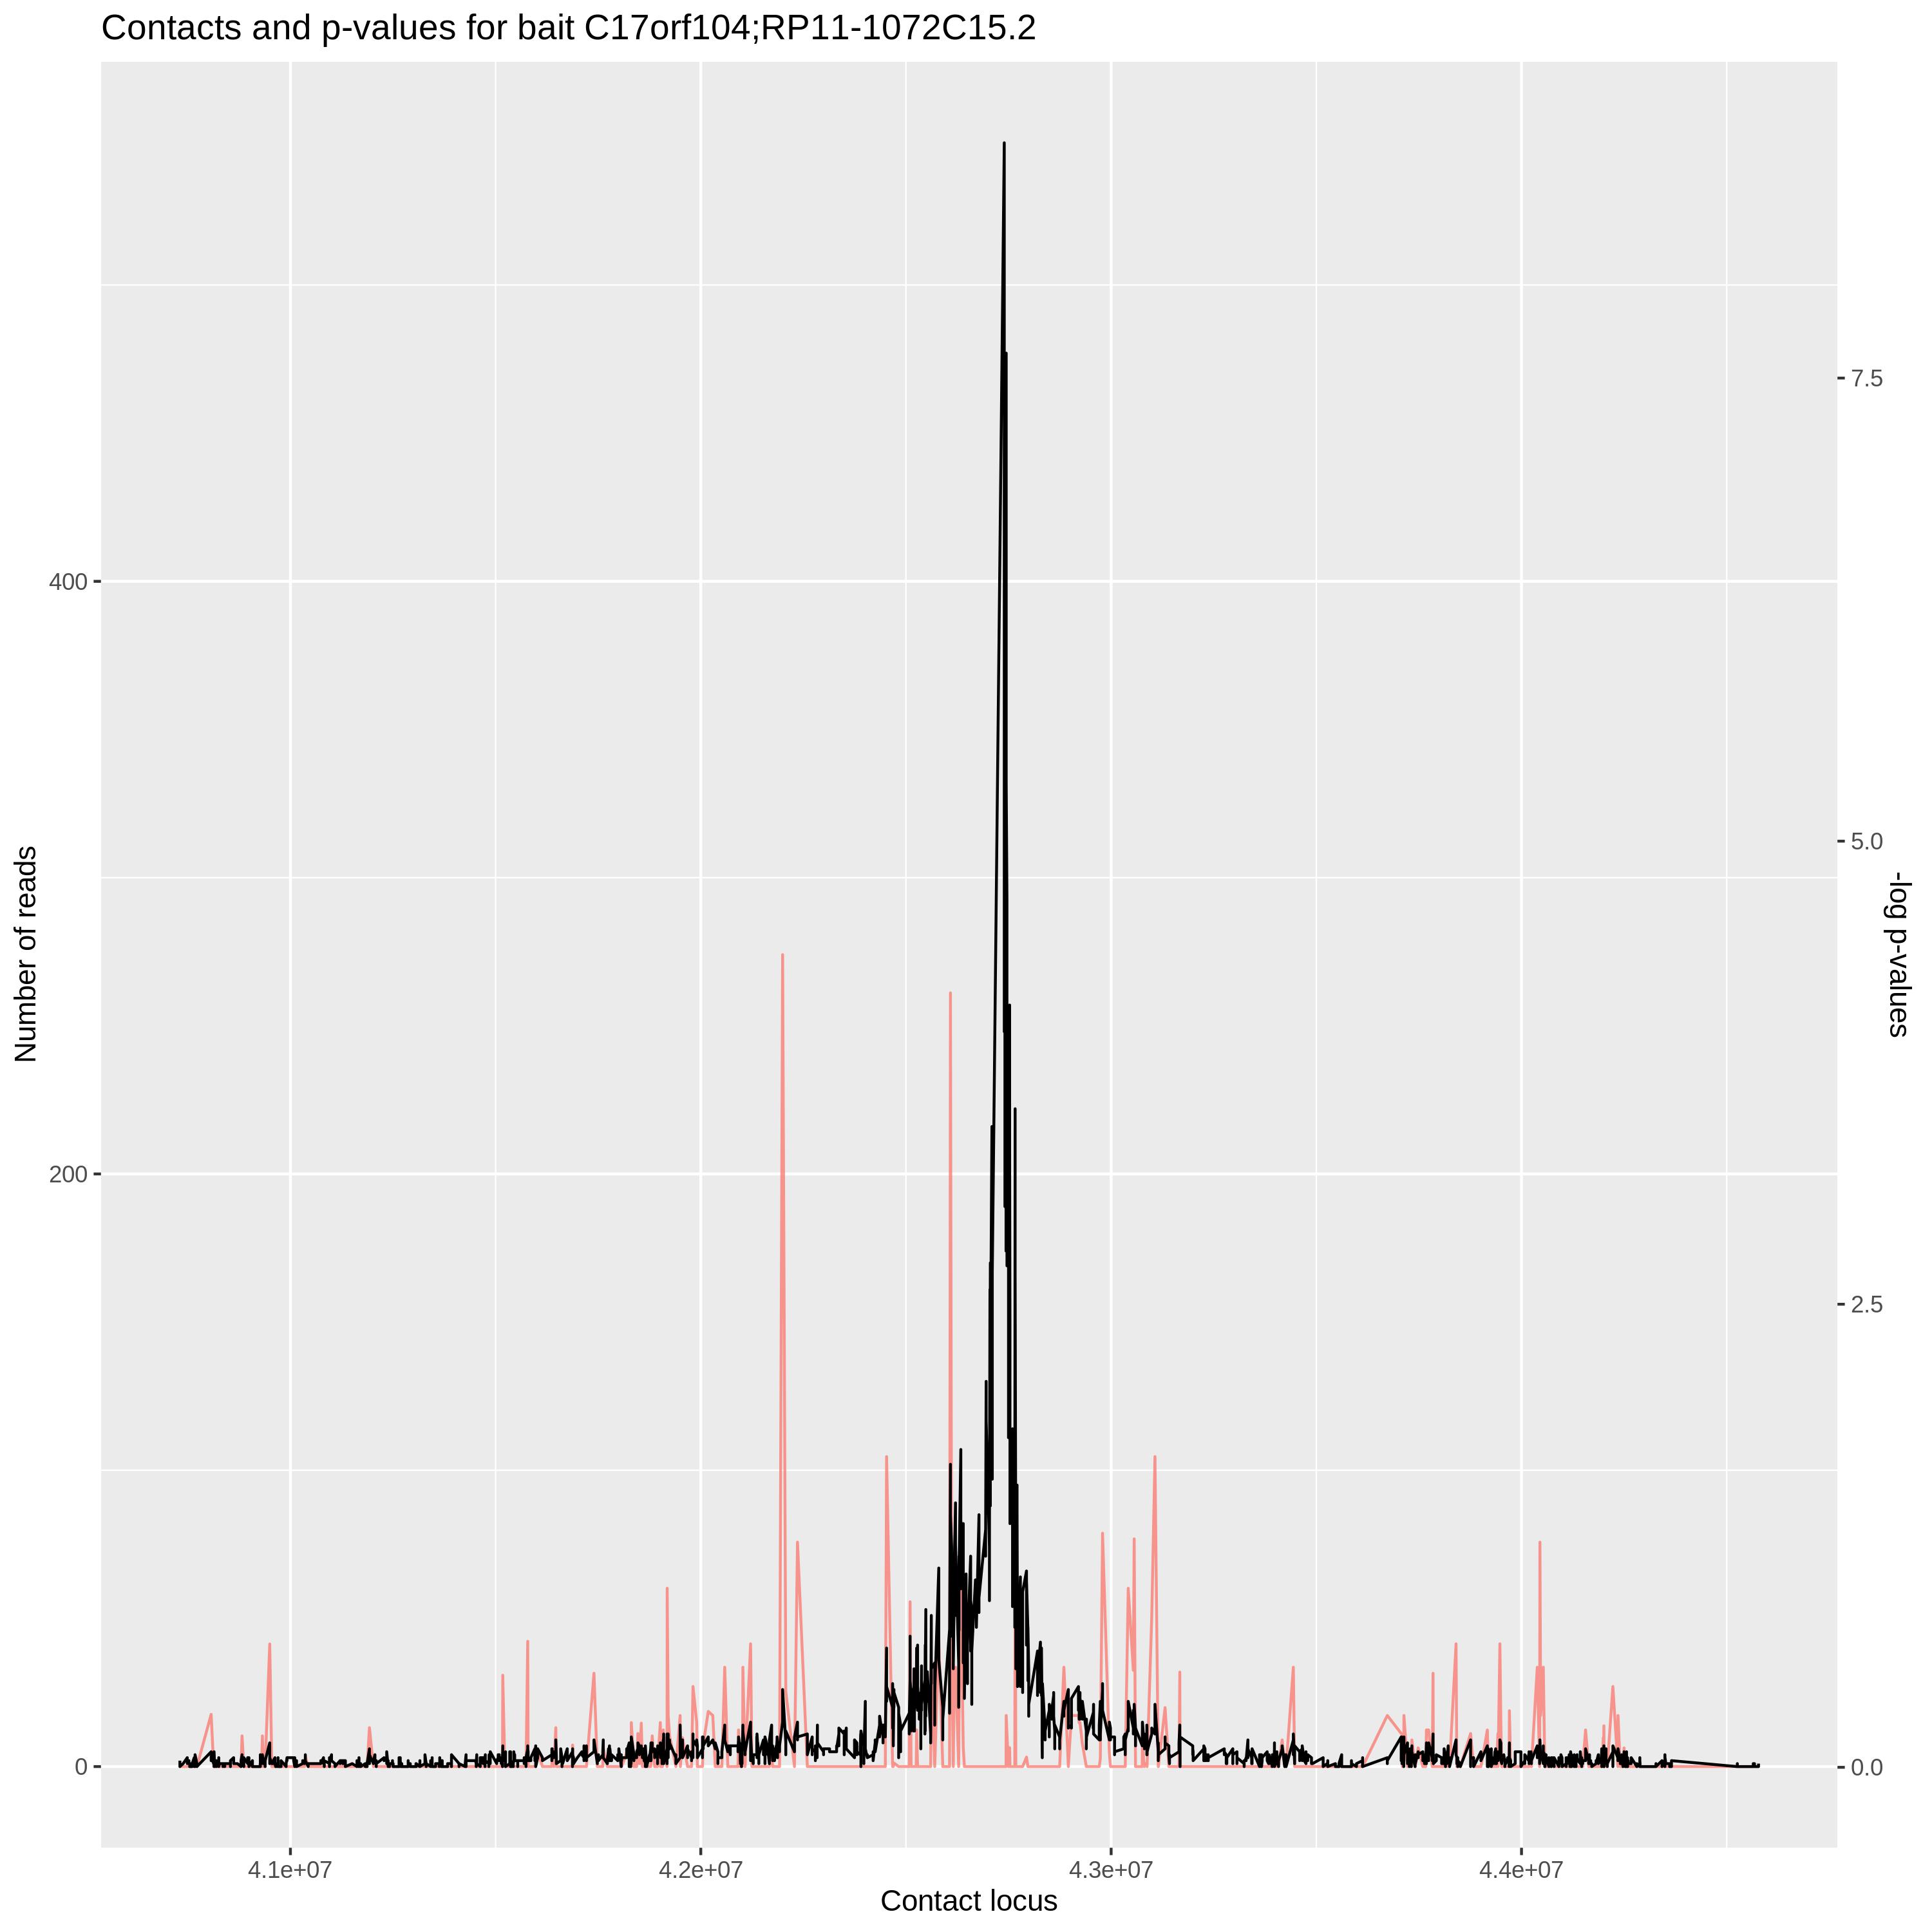 Contacts and p-values for bait C17orf104;RP11-1072C15.2
400
200
0
Number of reads
7.5
5.0
2.5
0.0
-log p-values
4.1e+07
4.2e+07
4.3e+07
4.4e+07
Contact locus